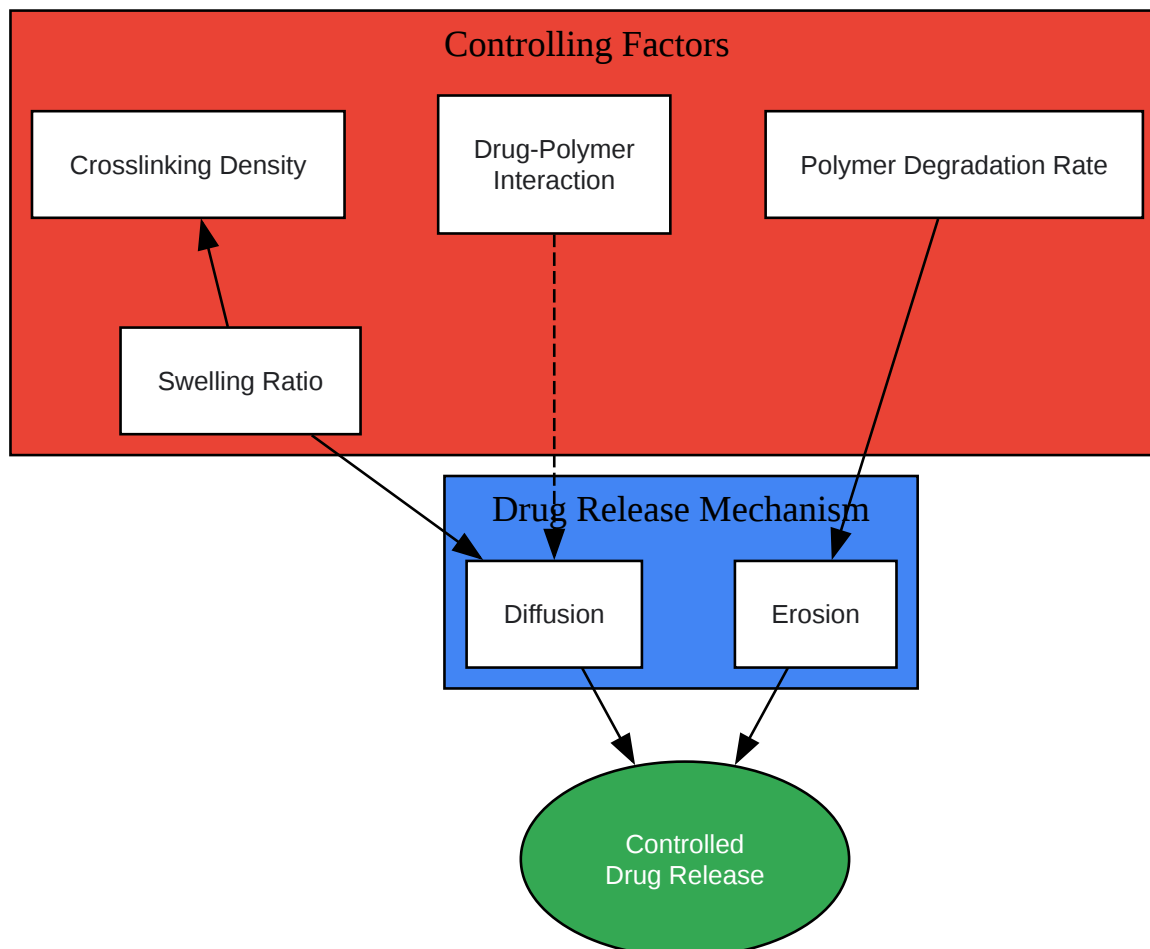 Controlling Factors
Crosslinking Density
Drug-Polymer
Interaction
Polymer Degradation Rate
Swelling Ratio
Drug Release Mechanism
Diffusion
Erosion
Controlled
Drug Release